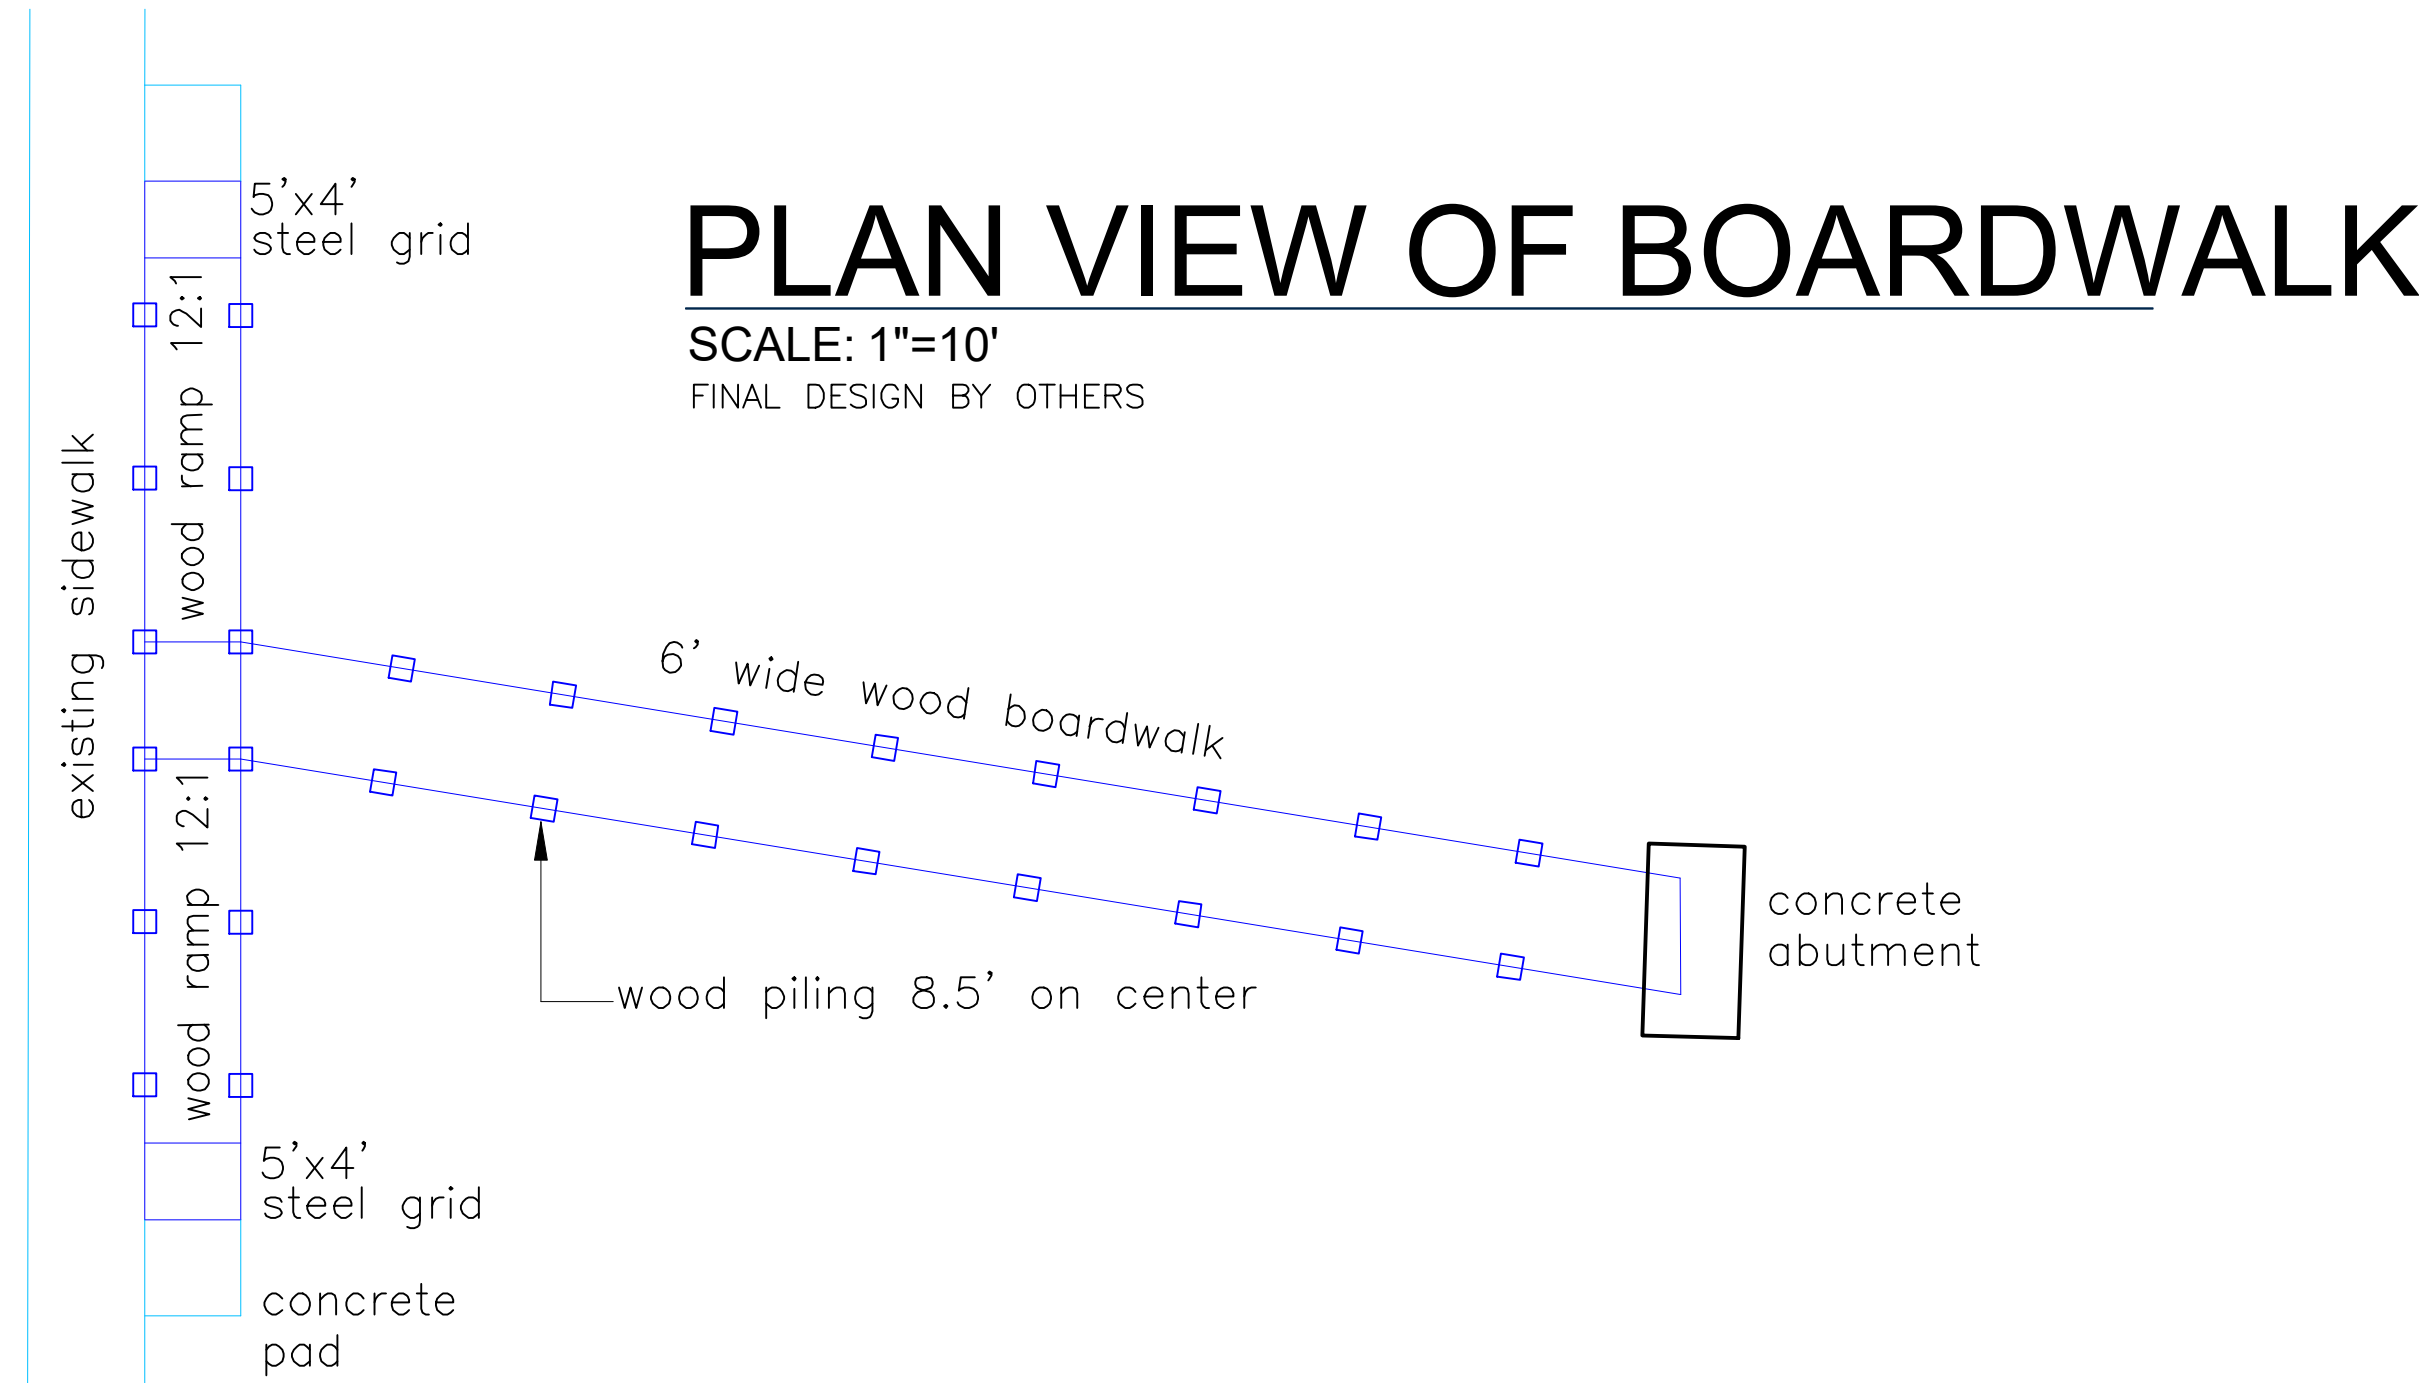 PLAN VIEW OF BOARDWALK
SCALE: 1"=10'
FINAL DESIGN BY OTHERS
5'x4'
steel grid
wood ramp 12:1
existing sidewalk
6' wide wood boardwalk
wood ramp 12:1
wood piling 8.5' on center
concrete
abutment
5'x4'
steel grid
concrete
pad